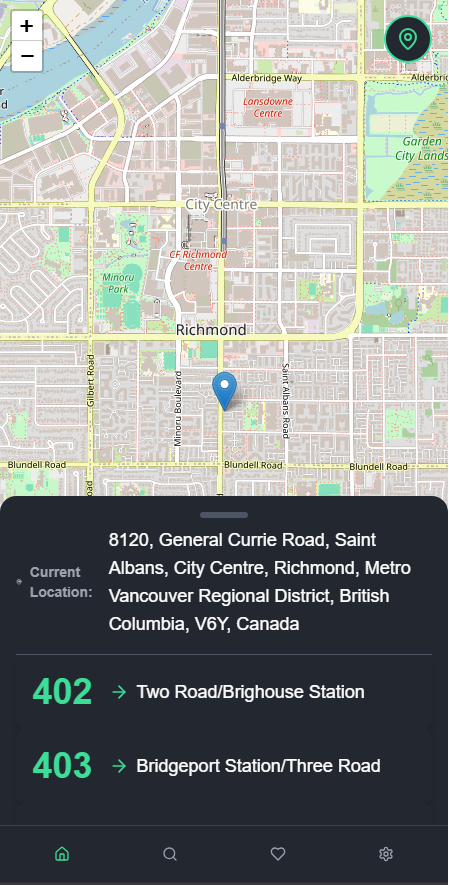 +
−
Alderbridge Way
Alderbri
Lansdowne
Centre
Garden
City Lands
City Centre
CF Richmond
Centre
Minoru
Park
Richmond
Gilbert Road
Minoru Boulevard
Saint Albans Road
Blundell Road
Blundell Road
Blundell Road
oad
d
8120, General Currie Road, Saint
Albans, City Centre, Richmond, Metro
Vancouver Regional District, British
Columbia, V6Y, Canada
Current
Location:
402 → Two Road/Brighouse Station
403 → Bridgeport Station/Three Road